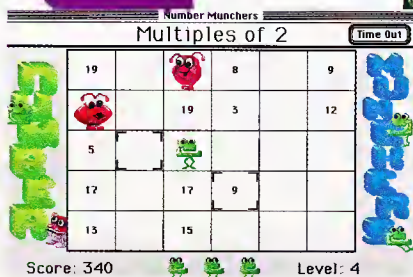 Number Munchers
Multiples of 2
Time Out
19 8 9
19 3 12
5
17 17 9
13 15
Score: 340 Level: 4